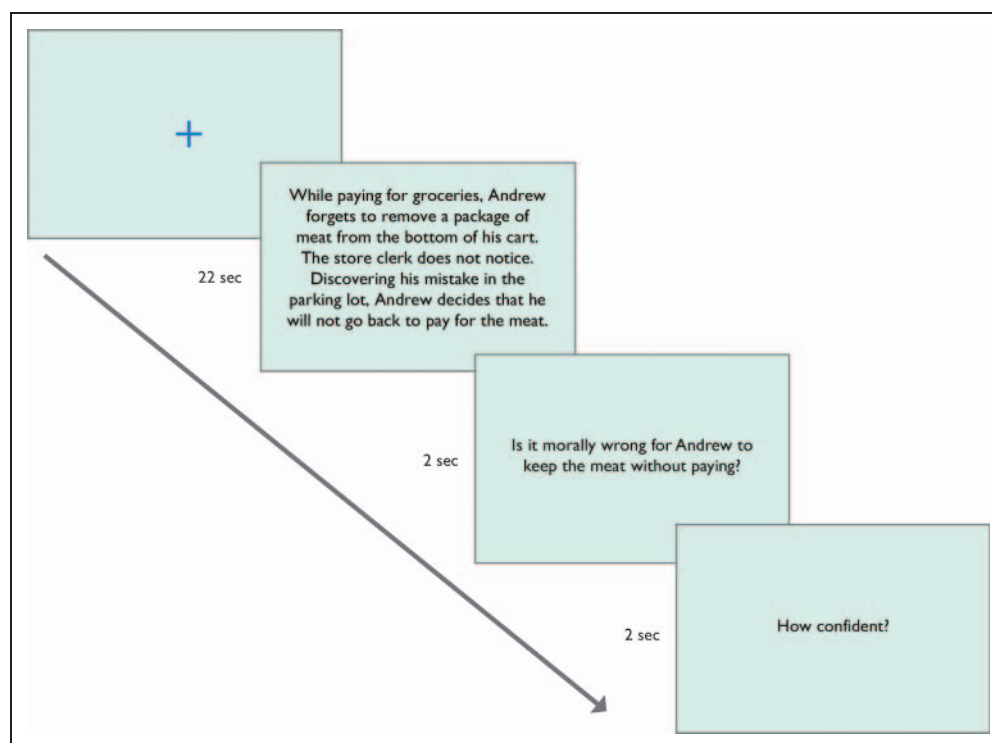 While paying for groceries, Andrew
forgets to remove a package of
meat from the bottom of his cart.
The store clerk does not notice.
Discovering his mistake in the
parking lot, Andrew decides that he
will not go back to pay for the meat.
22 sec
Is it morally wrong for Andrew to
keep the meat without paying?
2 sec
How confident?
2 sec